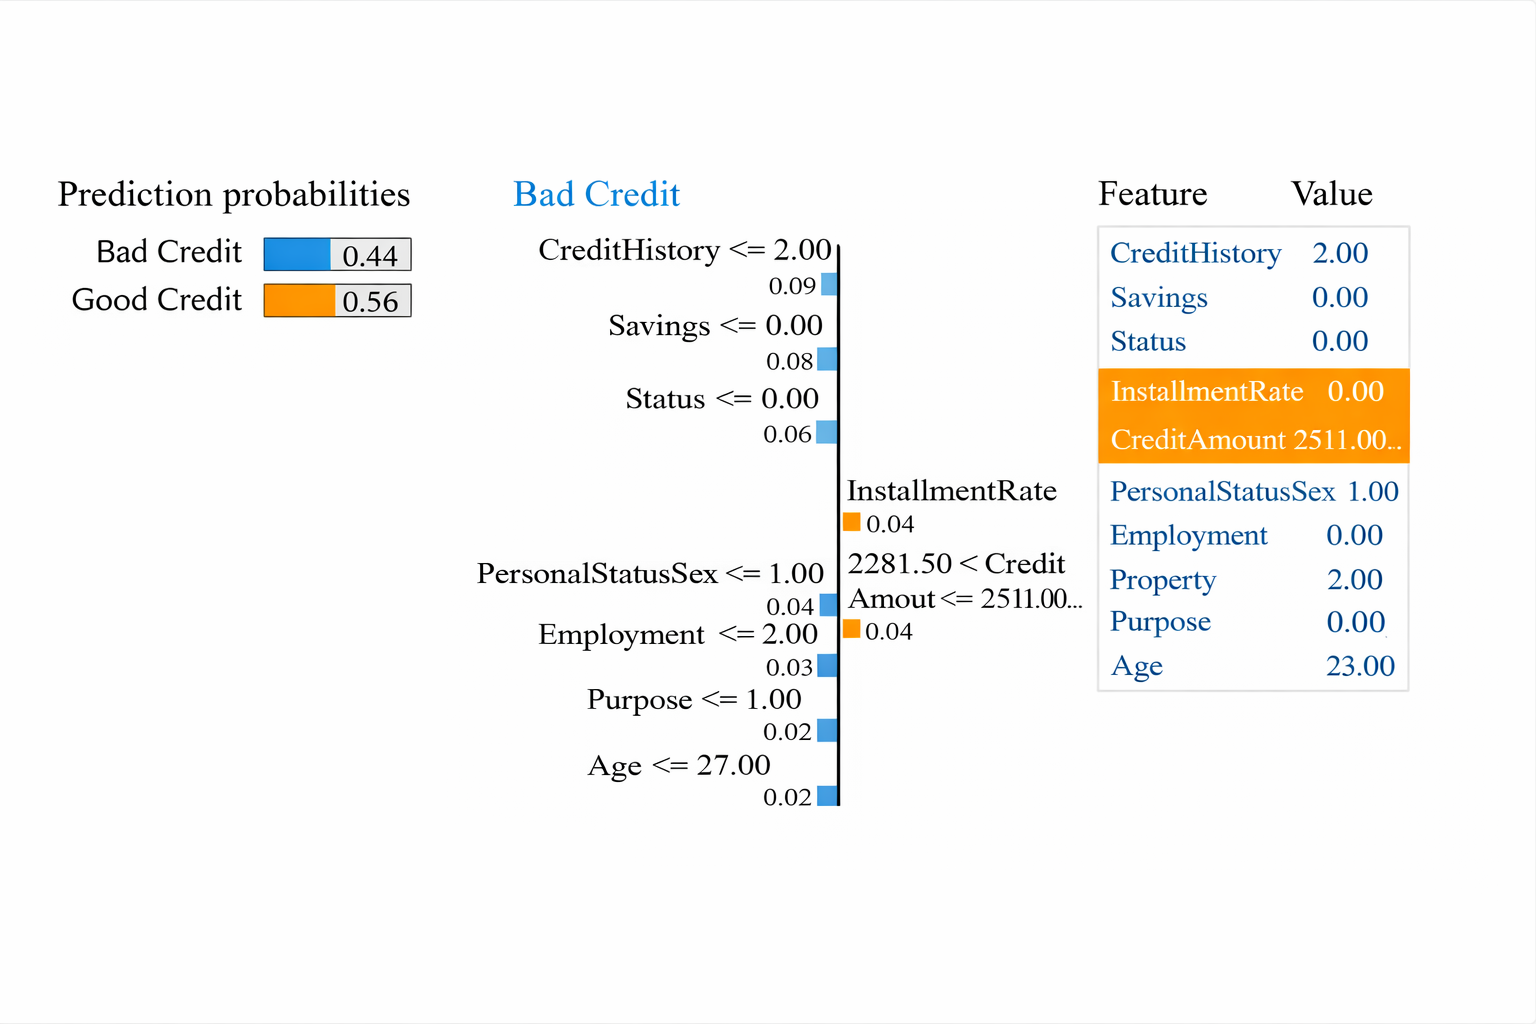 Prediction probabilities
Bad Credit 0.44
Good Credit 0.56
Bad Credit
CreditHistory <= 2.00
0.09
Savings <= 0.00
0.08
Status <= 0.00
0.06
InstallmentRate
0.04
2281.50 < Credit
Amout <= 2511.00...
0.04
PersonalStatusSex <= 1.00
0.04
Employment <= 2.00
0.03
Purpose <= 1.00
0.02
Age <= 27.00
0.02
Feature Value
CreditHistory 2.00
Savings 0.00
Status 0.00
InstallmentRate 0.00
CreditAmount 2511.00...
PersonalStatusSex 1.00
Employment 0.00
Property 2.00
Purpose 0.00
Age 23.00